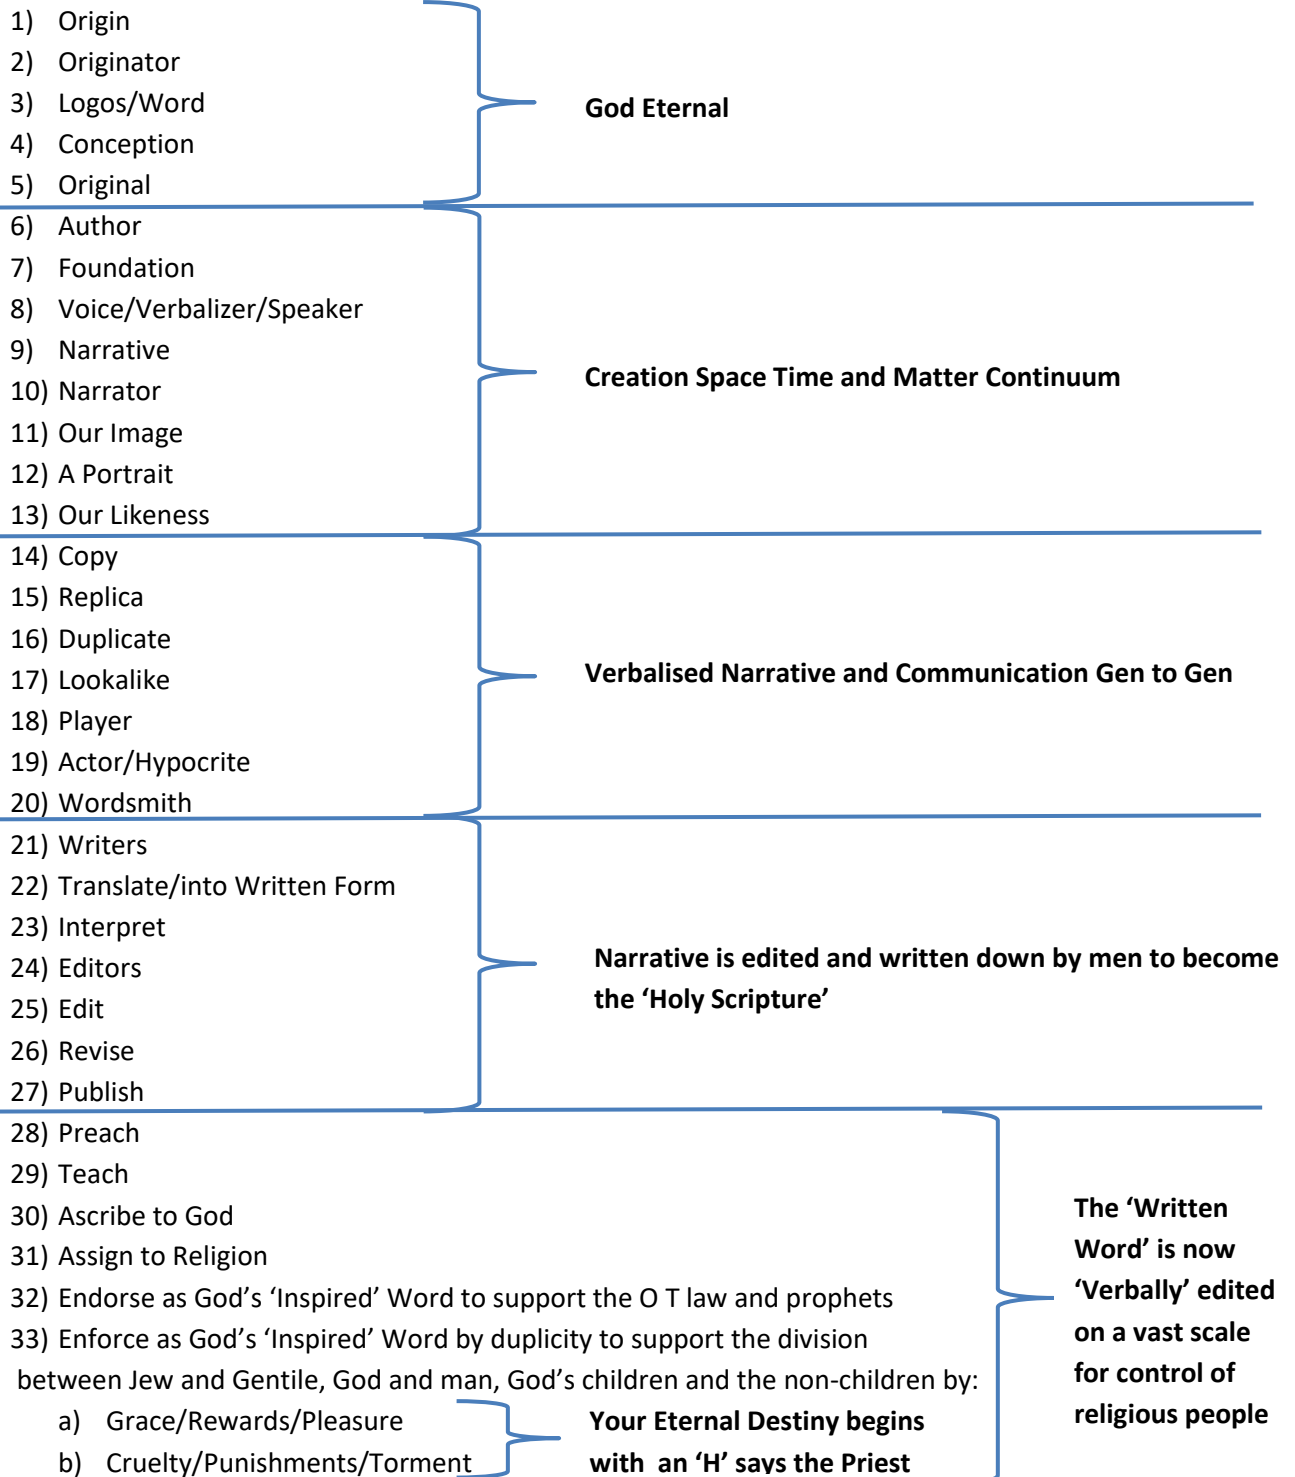 1) Origin
2) Originator
3) Logos/Word
4) Conception
5) Original
God Eternal
6) Author
7) Foundation
8) Voice/Verbalizer/Speaker
9) Narrative
10) Narrator
11) Our Image
12) A Portrait
13) Our Likeness
Creation Space Time and Matter Continuum
14) Copy
15) Replica
16) Duplicate
17) Lookalike
18) Player
19) Actor/Hypocrite
20) Wordsmith
Verbalised Narrative and Communication Gen to Gen
21) Writers
22) Translate/into Written Form
23) Interpret
24) Editors
25) Edit
26) Revise
27) Publish
Narrative is edited and written down by men to become
the ‘Holy Scripture’
28) Preach
29) Teach
30) Ascribe to God
31) Assign to Religion
32) Endorse as God’s ‘Inspired’ Word to support the O T law and prophets
33) Enforce as God’s ‘Inspired’ Word by duplicity to support the division
between Jew and Gentile, God and man, God’s children and the non-children by:
a) Grace/Rewards/Pleasure
b) Cruelty/Punishments/Torment
Your Eternal Destiny begins
with an ‘H’ says the Priest
The ‘Written
Word’ is now
‘Verbally’ edited
on a vast scale
for control of
religious people